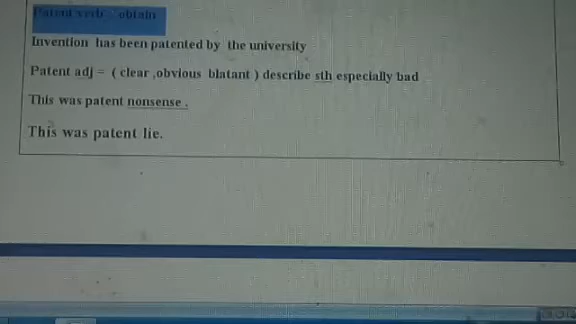 Patent verb : obtain
Invention has been patented by the university
Patent adj = ( clear ,obvious blatant ) describe sth especially bad
This was patent nonsense .
This was patent lie.